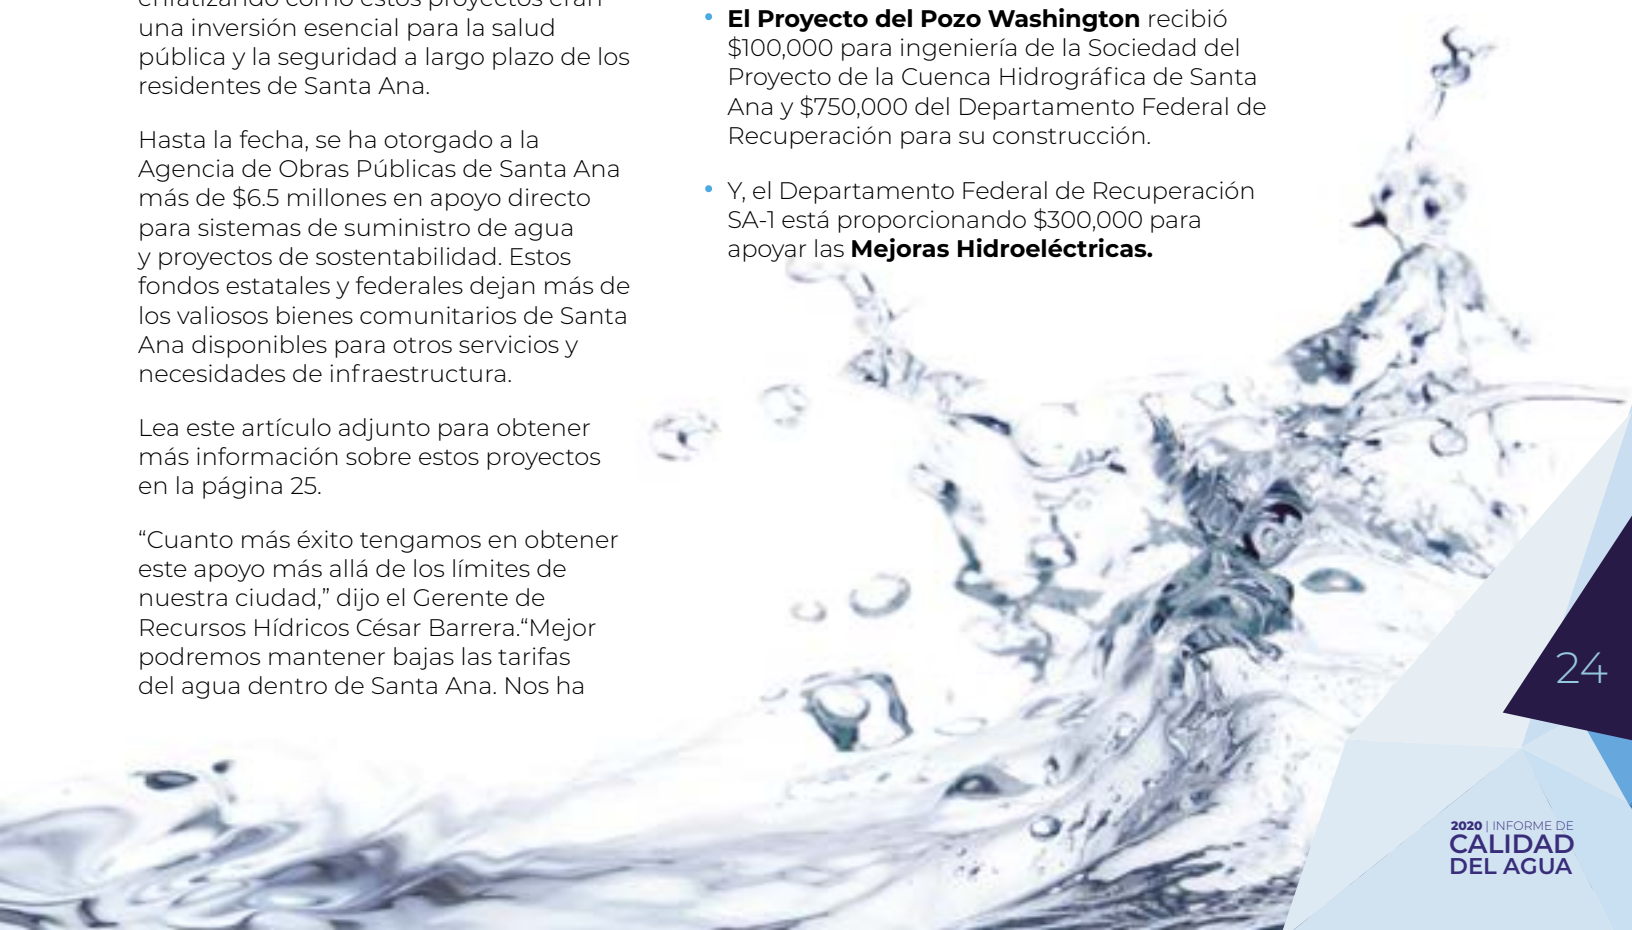 enfatizando cómo estos proyectos eran
una inversión esencial para la salud
pública y la seguridad a largo plazo de los
residentes de Santa Ana.
Hasta la fecha, se ha otorgado a la
Agencia de Obras Públicas de Santa Ana
más de $6.5 millones en apoyo directo
para sistemas de suministro de agua
y proyectos de sostentabilidad. Estos
fondos estatales y federales dejan más de
los valiosos bienes comunitarios de Santa
Ana disponibles para otros servicios y
necesidades de infraestructura.
Lea este artículo adjunto para obtener
más información sobre estos proyectos
en la página 25.
“Cuanto más éxito tengamos en obtener
este apoyo más allá de los límites de
nuestra ciudad,” dijo el Gerente de
Recursos Hídricos César Barrera.“Mejor
podremos mantener bajas las tarifas
del agua dentro de Santa Ana. Nos ha
• El Proyecto del Pozo Washington recibió
$100,000 para ingeniería de la Sociedad del
Proyecto de la Cuenca Hidrográfica de Santa
Ana y $750,000 del Departamento Federal de
Recuperación para su construcción.
• Y, el Departamento Federal de Recuperación
SA-1 está proporcionando $300,000 para
apoyar las Mejoras Hidroeléctricas.
24
2020 | INFORME DE
CALIDAD
DEL AGUA